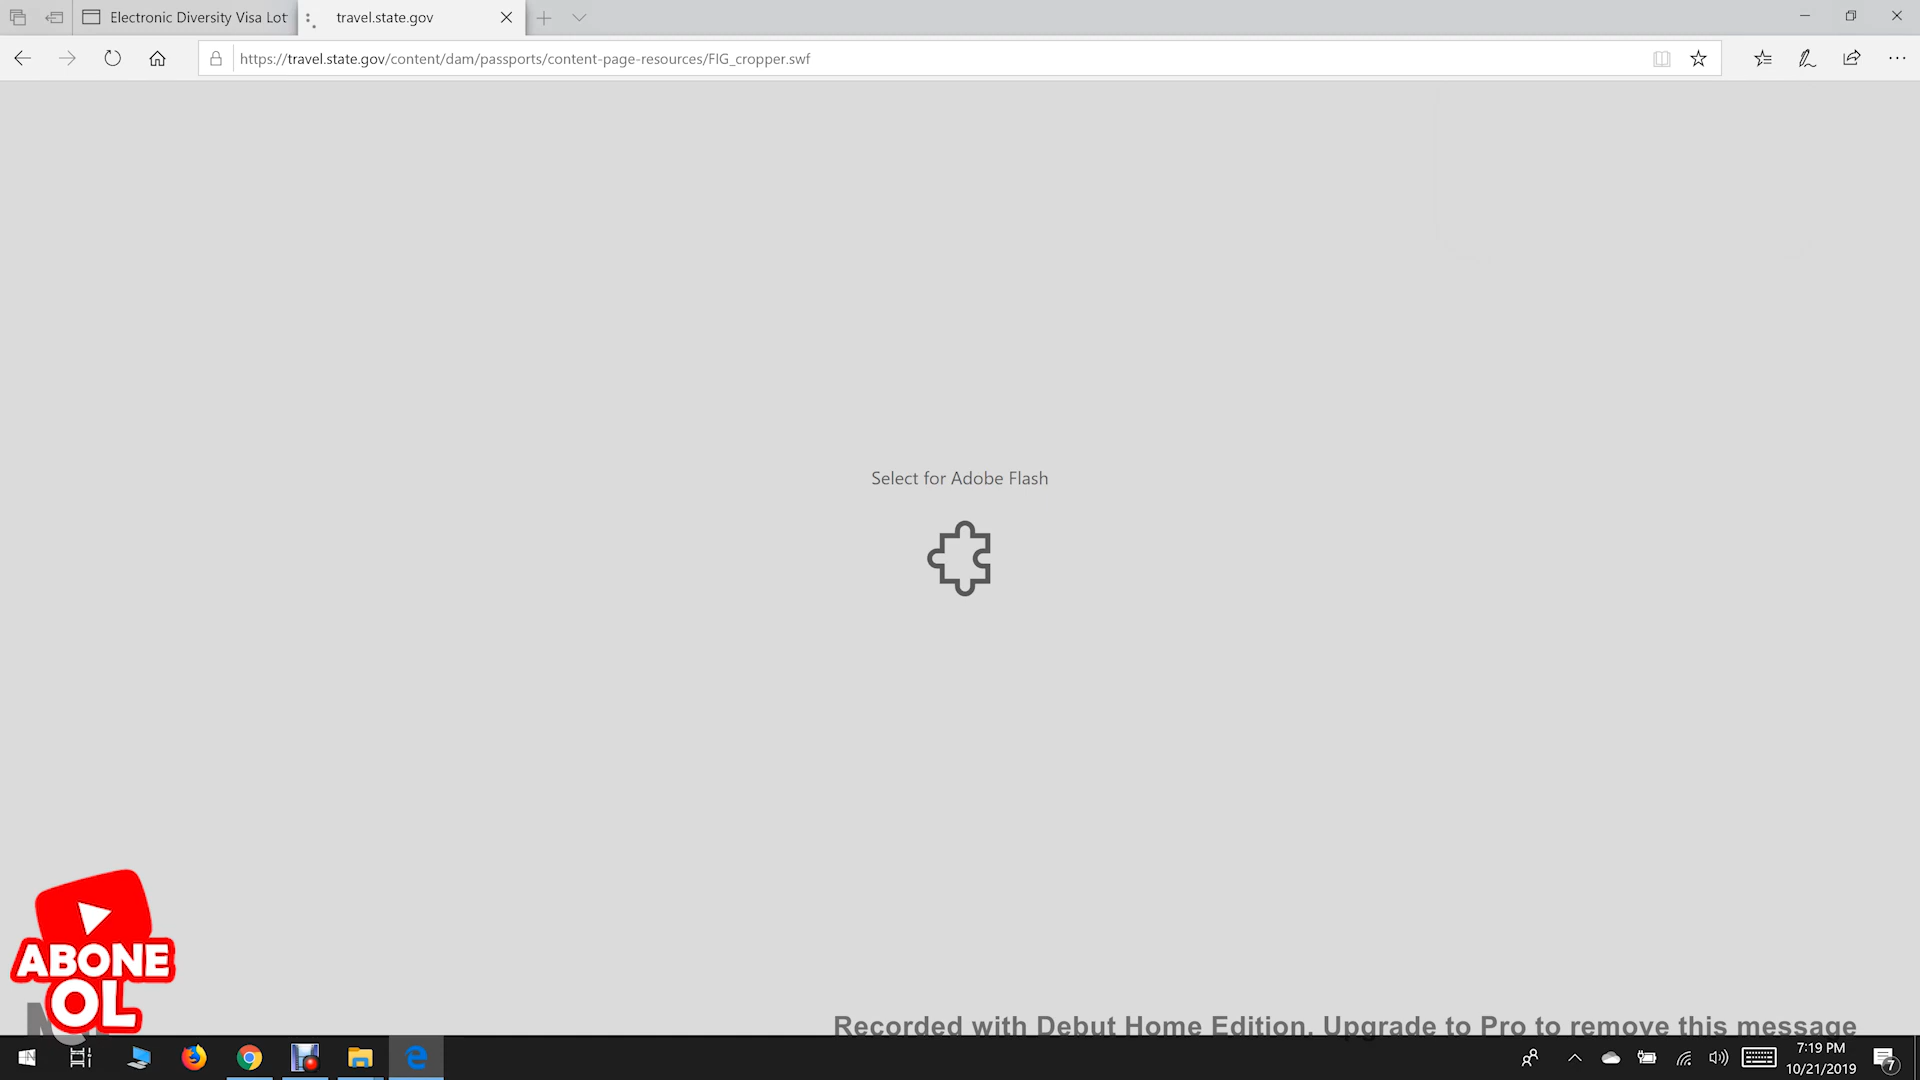 Electronic Diversity Visa Lot
travel.state.gov
https://travel.state.gov/content/dam/passports/content-page-resources/FIG_cropper.swf
Select for Adobe Flash
ABONE
OL
Recorded with Debut Home Edition. Upgrade to Pro to remove this message
7:19 PM
10/21/2019
7